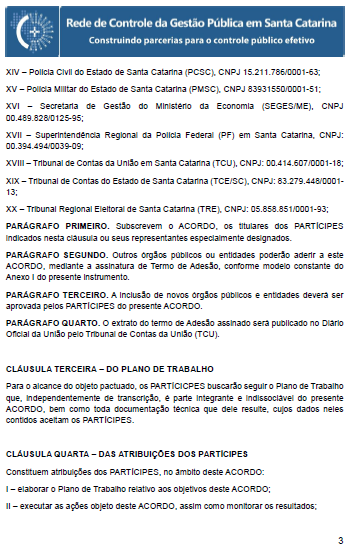 Rede de Controle da Gestão Pública em Santa Catarina
Construindo parcerias para o controle público efetivo
XIV – Polícia Civil do Estado de Santa Catarina (PCSC), CNPJ 15.211.786/0001-63;
XV – Polícia Militar do Estado de Santa Catarina (PMSC), CNPJ 83931550/0001-51;
XVI – Secretaria de Gestão do Ministério da Economia (SEGES/ME), CNPJ
00.489.828/0125-95;
XVII – Superintendência Regional da Polícia Federal (PF) em Santa Catarina, CNPJ:
00.394.494/0039-09;
XVIII – Tribunal de Contas da União em Santa Catarina (TCU), CNPJ: 00.414.607/0001-18;
XIX – Tribunal de Contas do Estado de Santa Catarina (TCE/SC), CNPJ: 83.279.448/0001-
13;
XX – Tribunal Regional Eleitoral de Santa Catarina (TRE), CNPJ: 05.858.851/0001-93;
PARÁGRAFO PRIMEIRO. Subscrevem o ACORDO, os titulares dos PARTÍCIPES
indicados nesta cláusula ou seus representantes especialmente designados.
PARÁGRAFO SEGUNDO. Outros órgãos públicos ou entidades poderão aderir a este
ACORDO, mediante a assinatura de Termo de Adesão, conforme modelo constante do
Anexo I do presente Instrumento.
PARÁGRAFO TERCEIRO. A inclusão de novos órgãos públicos e entidades deverá ser
aprovada pelos PARTÍCIPES do presente ACORDO.
PARÁGRAFO QUARTO. O extrato do termo de Adesão assinado será publicado no Diário
Oficial da União pelo Tribunal de Contas da União (TCU).
CLÁUSULA TERCEIRA – DO PLANO DE TRABALHO
Para o alcance do objeto pactuado, os PARTÍCICPES buscarão seguir o Plano de Trabalho
que, independentemente de transcrição, é parte integrante e indissociável do presente
ACORDO, bem como toda documentação técnica que dele resulte, cujos dados neles
contidos aceitam os PARTÍCIPES.
CLÁUSULA QUARTA – DAS ATRIBUIÇÕES DOS PARTÍCIPES
Constituem atribuições dos PARTÍCIPES, no âmbito deste ACORDO:
I – elaborar o Plano de Trabalho relativo aos objetivos deste ACORDO;
II – executar as ações objeto deste ACORDO, assim como monitorar os resultados;
3